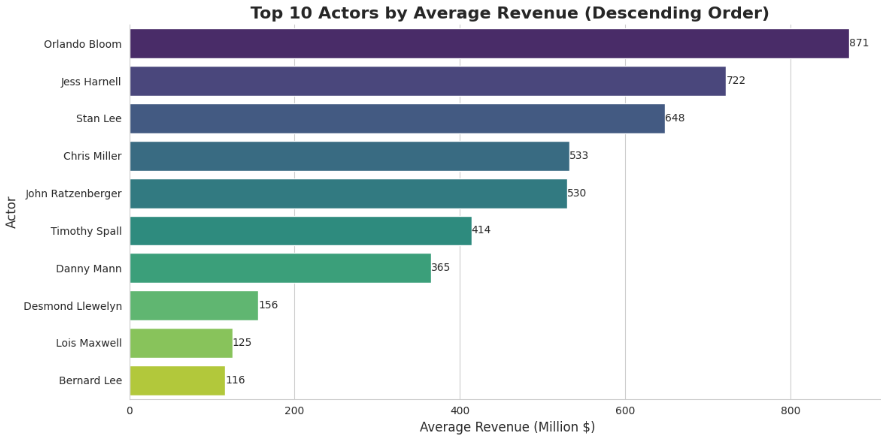 Top 10 Actors by Average Revenue (Descending Order)
Actor
Orlando Bloom 871
Jess Harnell 722
Stan Lee 648
Chris Miller 533
John Ratzenberger 530
Timothy Spall 414
Danny Mann 365
Desmond Llewelyn 156
Lois Maxwell 125
Bernard Lee 116
0 200 400 600 800
Average Revenue (Million $)